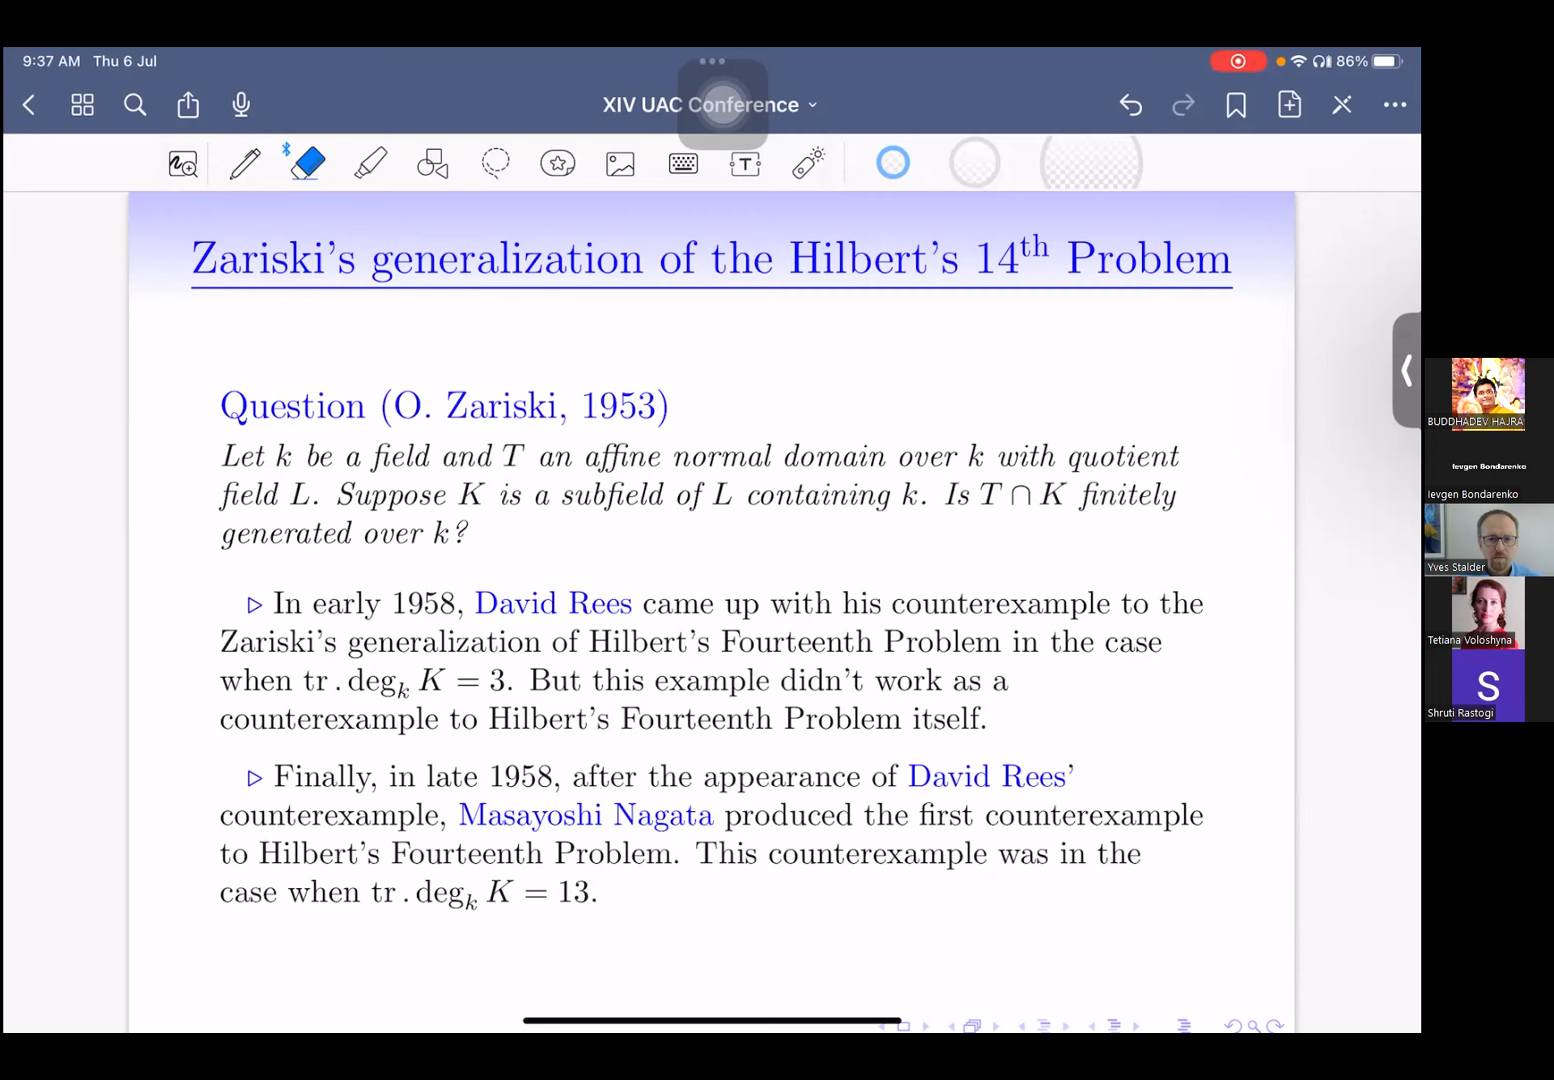 9:37 AM Thu 6 Jul
86%
XIV UAC Conference
T
Zariski's generalization of the Hilbert's 14th Problem
Question (O. Zariski, 1953)
Let k be a field and T an affine normal domain over k with quotient
field L. Suppose K is a subfield of L containing k. Is T ∩ K finitely
generated over k?
▷ In early 1958, David Rees came up with his counterexample to the
Zariski's generalization of Hilbert's Fourteenth Problem in the case
when tr.deg_k K = 3. But this example didn't work as a
counterexample to Hilbert's Fourteenth Problem itself.
▷ Finally, in late 1958, after the appearance of David Rees'
counterexample, Masayoshi Nagata produced the first counterexample
to Hilbert's Fourteenth Problem. This counterexample was in the
case when tr.deg_k K = 13.
BUDDHADEV HAJRA
Ievgen Bondarenko
Ievgen Bondarenko
Yves Stalder
Tetiana Voloshyna
S
Shruti Rastogi